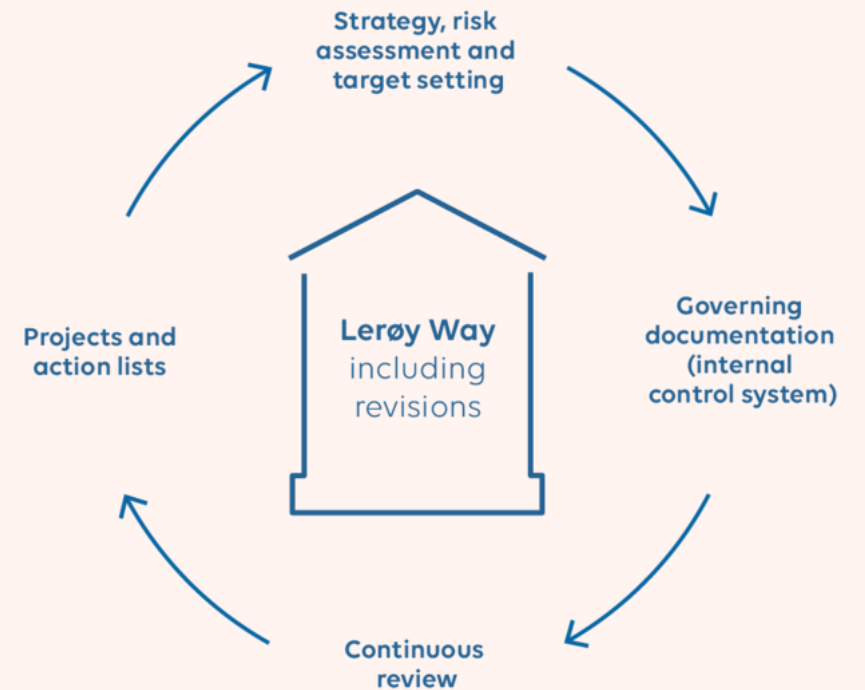 Strategy, risk
assessment and
target setting
Governing
documentation
(internal
control system)
Lerøy Way
including
revisions
Projects and
action lists
Continuous
review